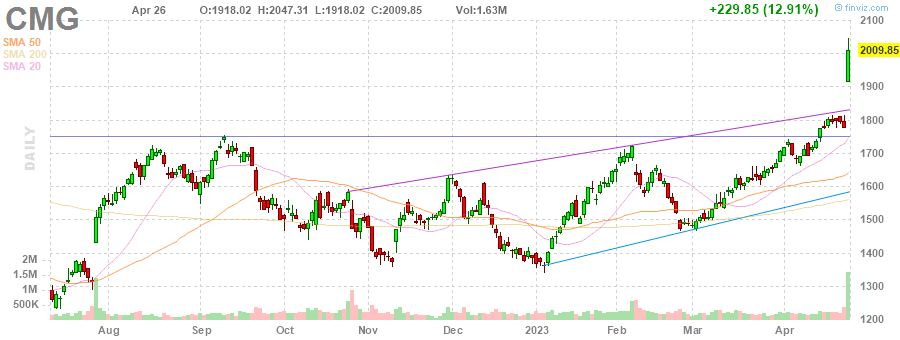 CMG Apr 26 O:1918.02 H:2047.31 L:1918.02 C:2009.85 Vol:1.63M +229.85 (12.91%)
© finviz.com
SMA 50
SMA 200
SMA 20
DAILY
2100
2009.85
1900
1800
1700
1600
1500
1400
1300
1200
2M
1.5M
1M
500K
Aug Sep Oct Nov Dec 2023 Feb Mar Apr